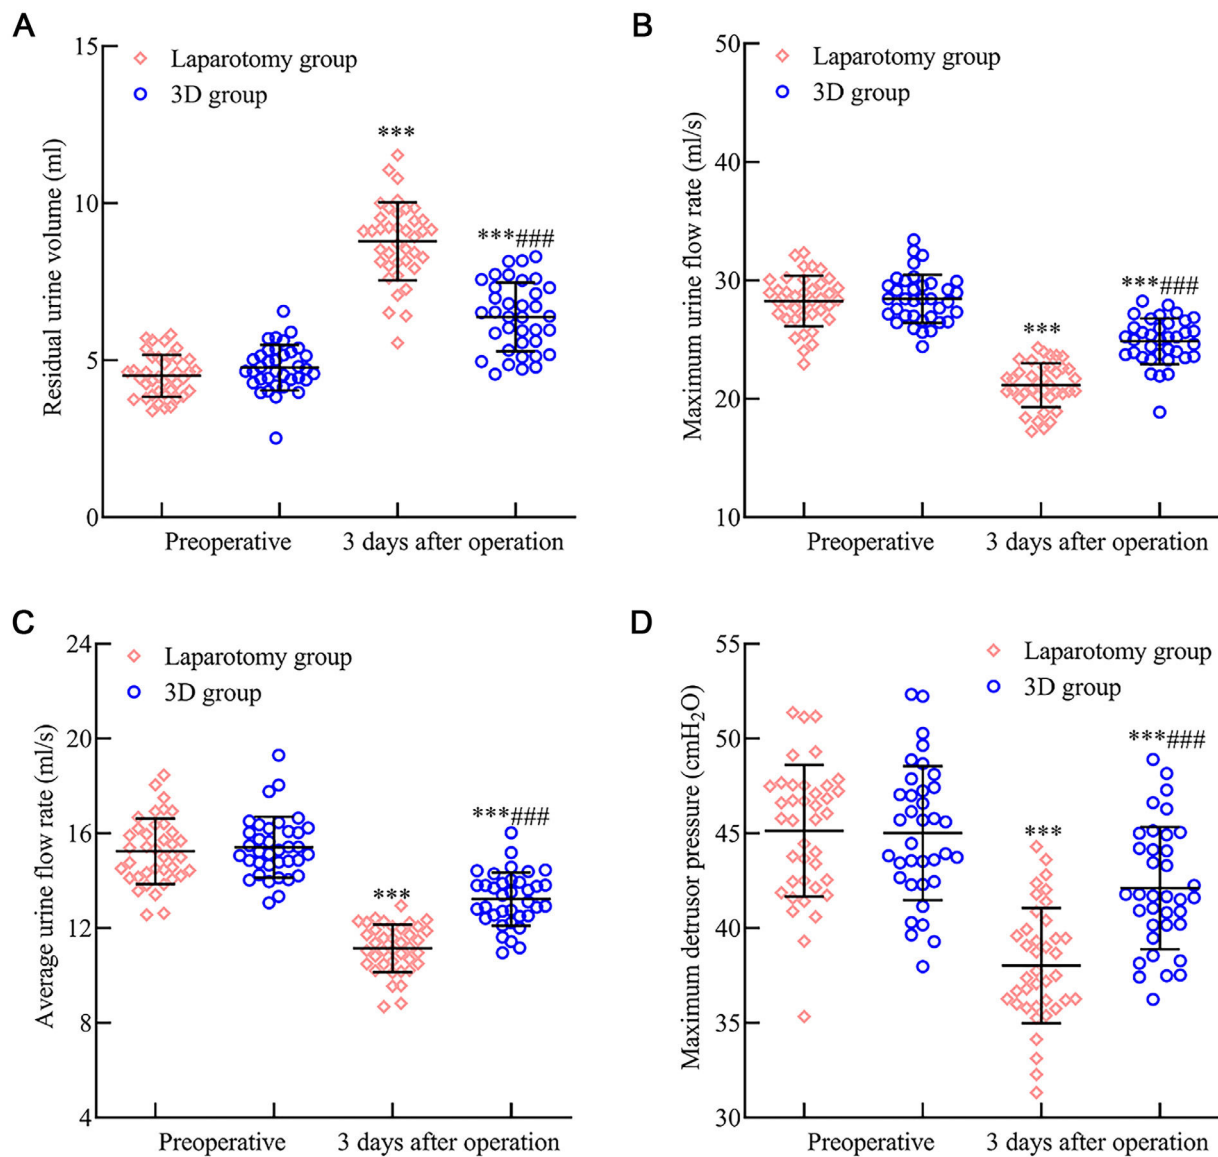 A
Residual urine volume (ml)
15
10
5
0
Laparotomy group
3D group
***
***###
Preoperative
3 days after operation
B
Maximum urine flow rate (ml/s)
50
40
30
20
10
Laparotomy group
3D group
***
***###
Preoperative
3 days after operation
C
Average urine flow rate (ml/s)
24
20
16
12
8
4
Laparotomy group
3D group
***
***###
Preoperative
3 days after operation
D
Maximum detrusor pressure (cmH₂O)
55
50
45
40
35
30
Laparotomy group
3D group
***
***###
Preoperative
3 days after operation